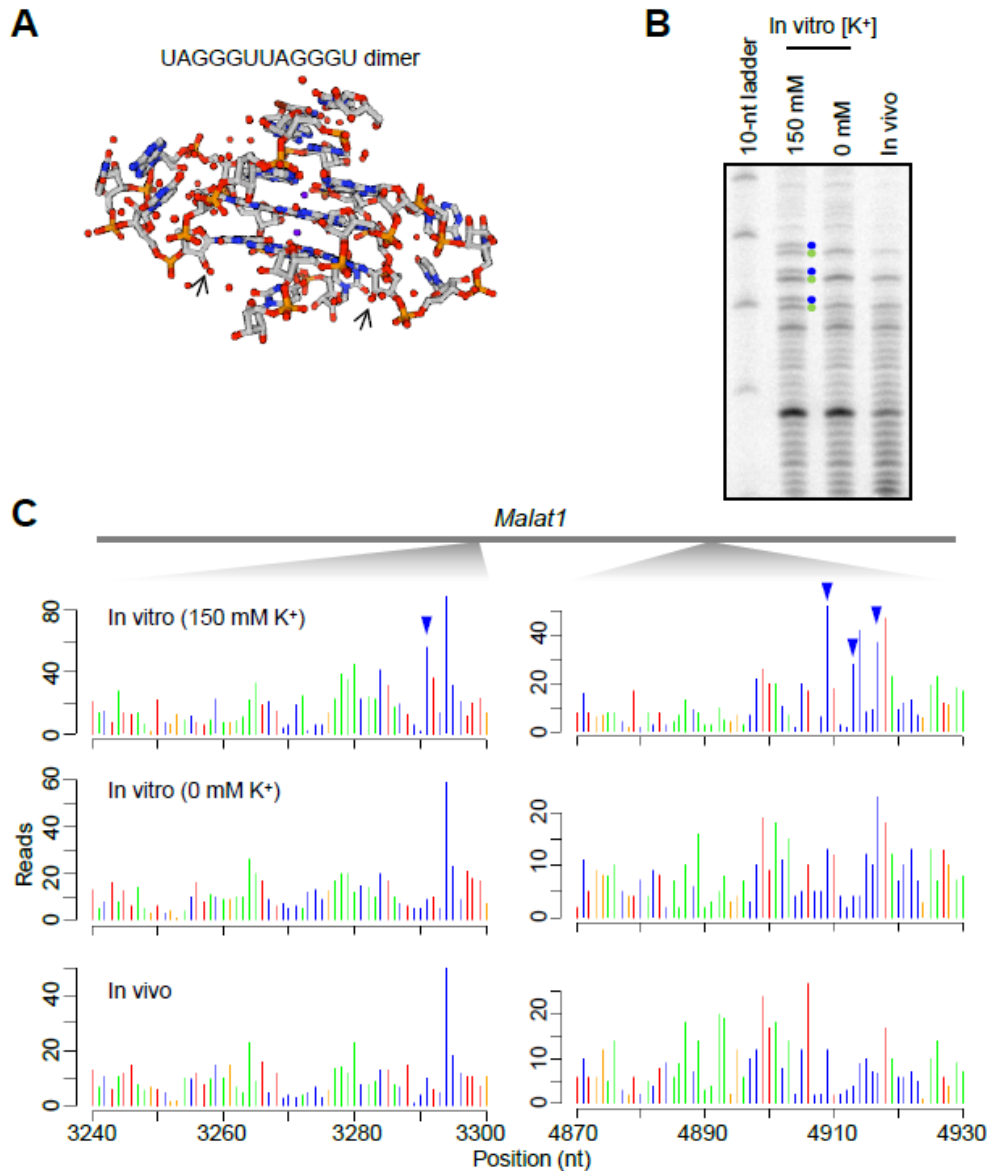 A
UAGGGUUAGGGU dimer
B
In vitro [K+]
10-nt ladder
150 mM
0 mM
In vivo
C
Malat1
In vitro (150 mM K+)
80
40
0
40
20
0
In vitro (0 mM K+)
60
40
20
0
20
10
0
Reads
In vivo
40
20
0
20
10
0
3240
3260
3280
3300
4870
4890
4910
4930
Position (nt)